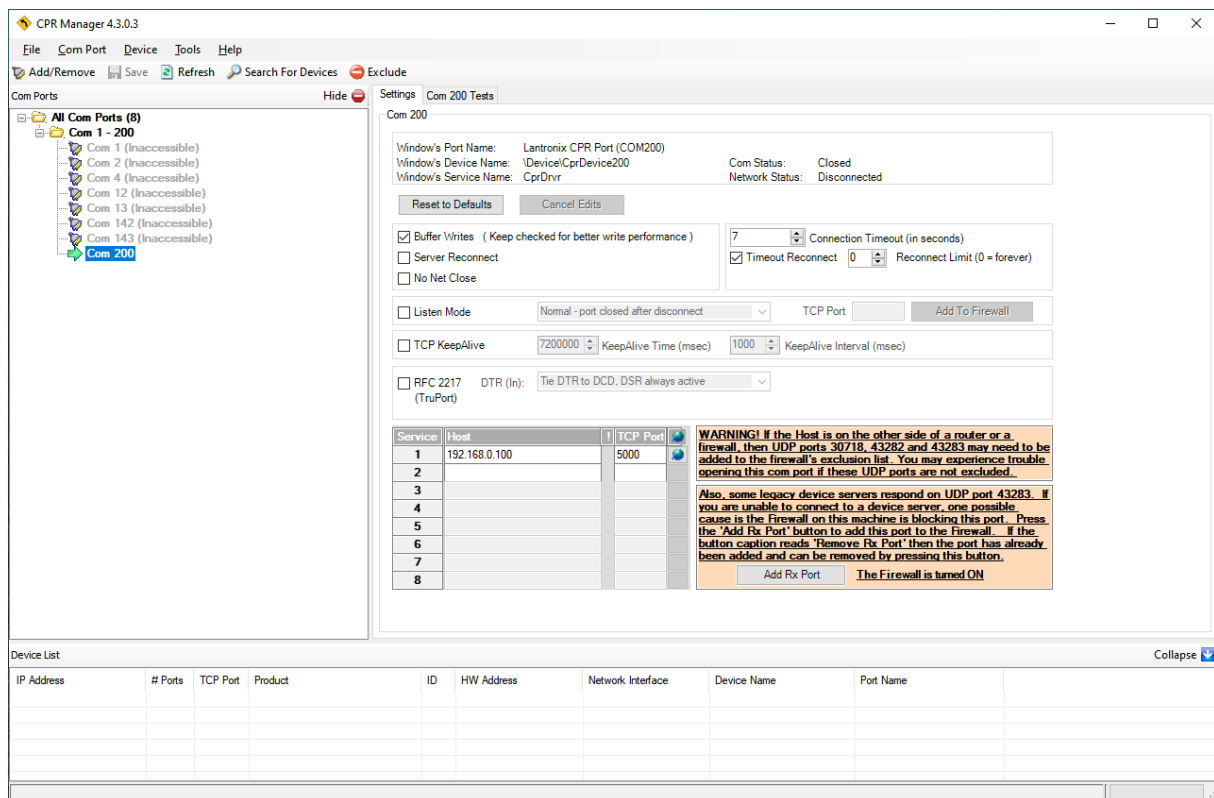 CPR Manager 4.3.0.3
File Com Port Device Tools Help
Add/Remove Save Refresh Search For Devices Exclude
Com Ports Hide
All Com Ports (8)
Com 1 - 200
Com 1 (Inaccessible)
Com 2 (Inaccessible)
Com 4 (Inaccessible)
Com 12 (Inaccessible)
Com 13 (Inaccessible)
Com 142 (Inaccessible)
Com 143 (Inaccessible)
Com 200
Settings Com 200 Tests
Com 200
Window's Port Name: Lantronix CPR Port (COM200)
Window's Device Name: \Device\CprDevice200 Com Status: Closed
Window's Service Name: CprDrvr Network Status: Disconnected
Reset to Defaults Cancel Edits
Buffer Writes ( Keep checked for better write performance ) 7 Connection Timeout (in seconds)
Server Reconnect Timeout Reconnect 0 Reconnect Limit (0 = forever)
No Net Close
Listen Mode Normal - port closed after disconnect TCP Port Add To Firewall
TCP KeepAlive 7200000 KeepAlive Time (msec) 1000 KeepAlive Interval (msec)
RFC 2217 DTR (In): Tie DTR to DCD, DSR always active
(TruPort)
Service Host ! TCP Port
1 192.168.0.100 5000
2
3
4
5
6
7
8
WARNING! If the Host is on the other side of a router or a
firewall, then UDP ports 30718, 43282 and 43283 may need to be
added to the firewall's exclusion list. You may experience trouble
opening this com port if these UDP ports are not excluded.
Also, some legacy device servers respond on UDP port 43283. If
you are unable to connect to a device server, one possible
cause is the Firewall on this machine is blocking this port. Press
the 'Add Rx Port' button to add this port to the Firewall. If the
button caption reads 'Remove Rx Port' then the port has already
been added and can be removed by pressing this button.
Add Rx Port The Firewall is turned ON
Device List Collapse
IP Address # Ports TCP Port Product ID HW Address Network Interface Device Name Port Name